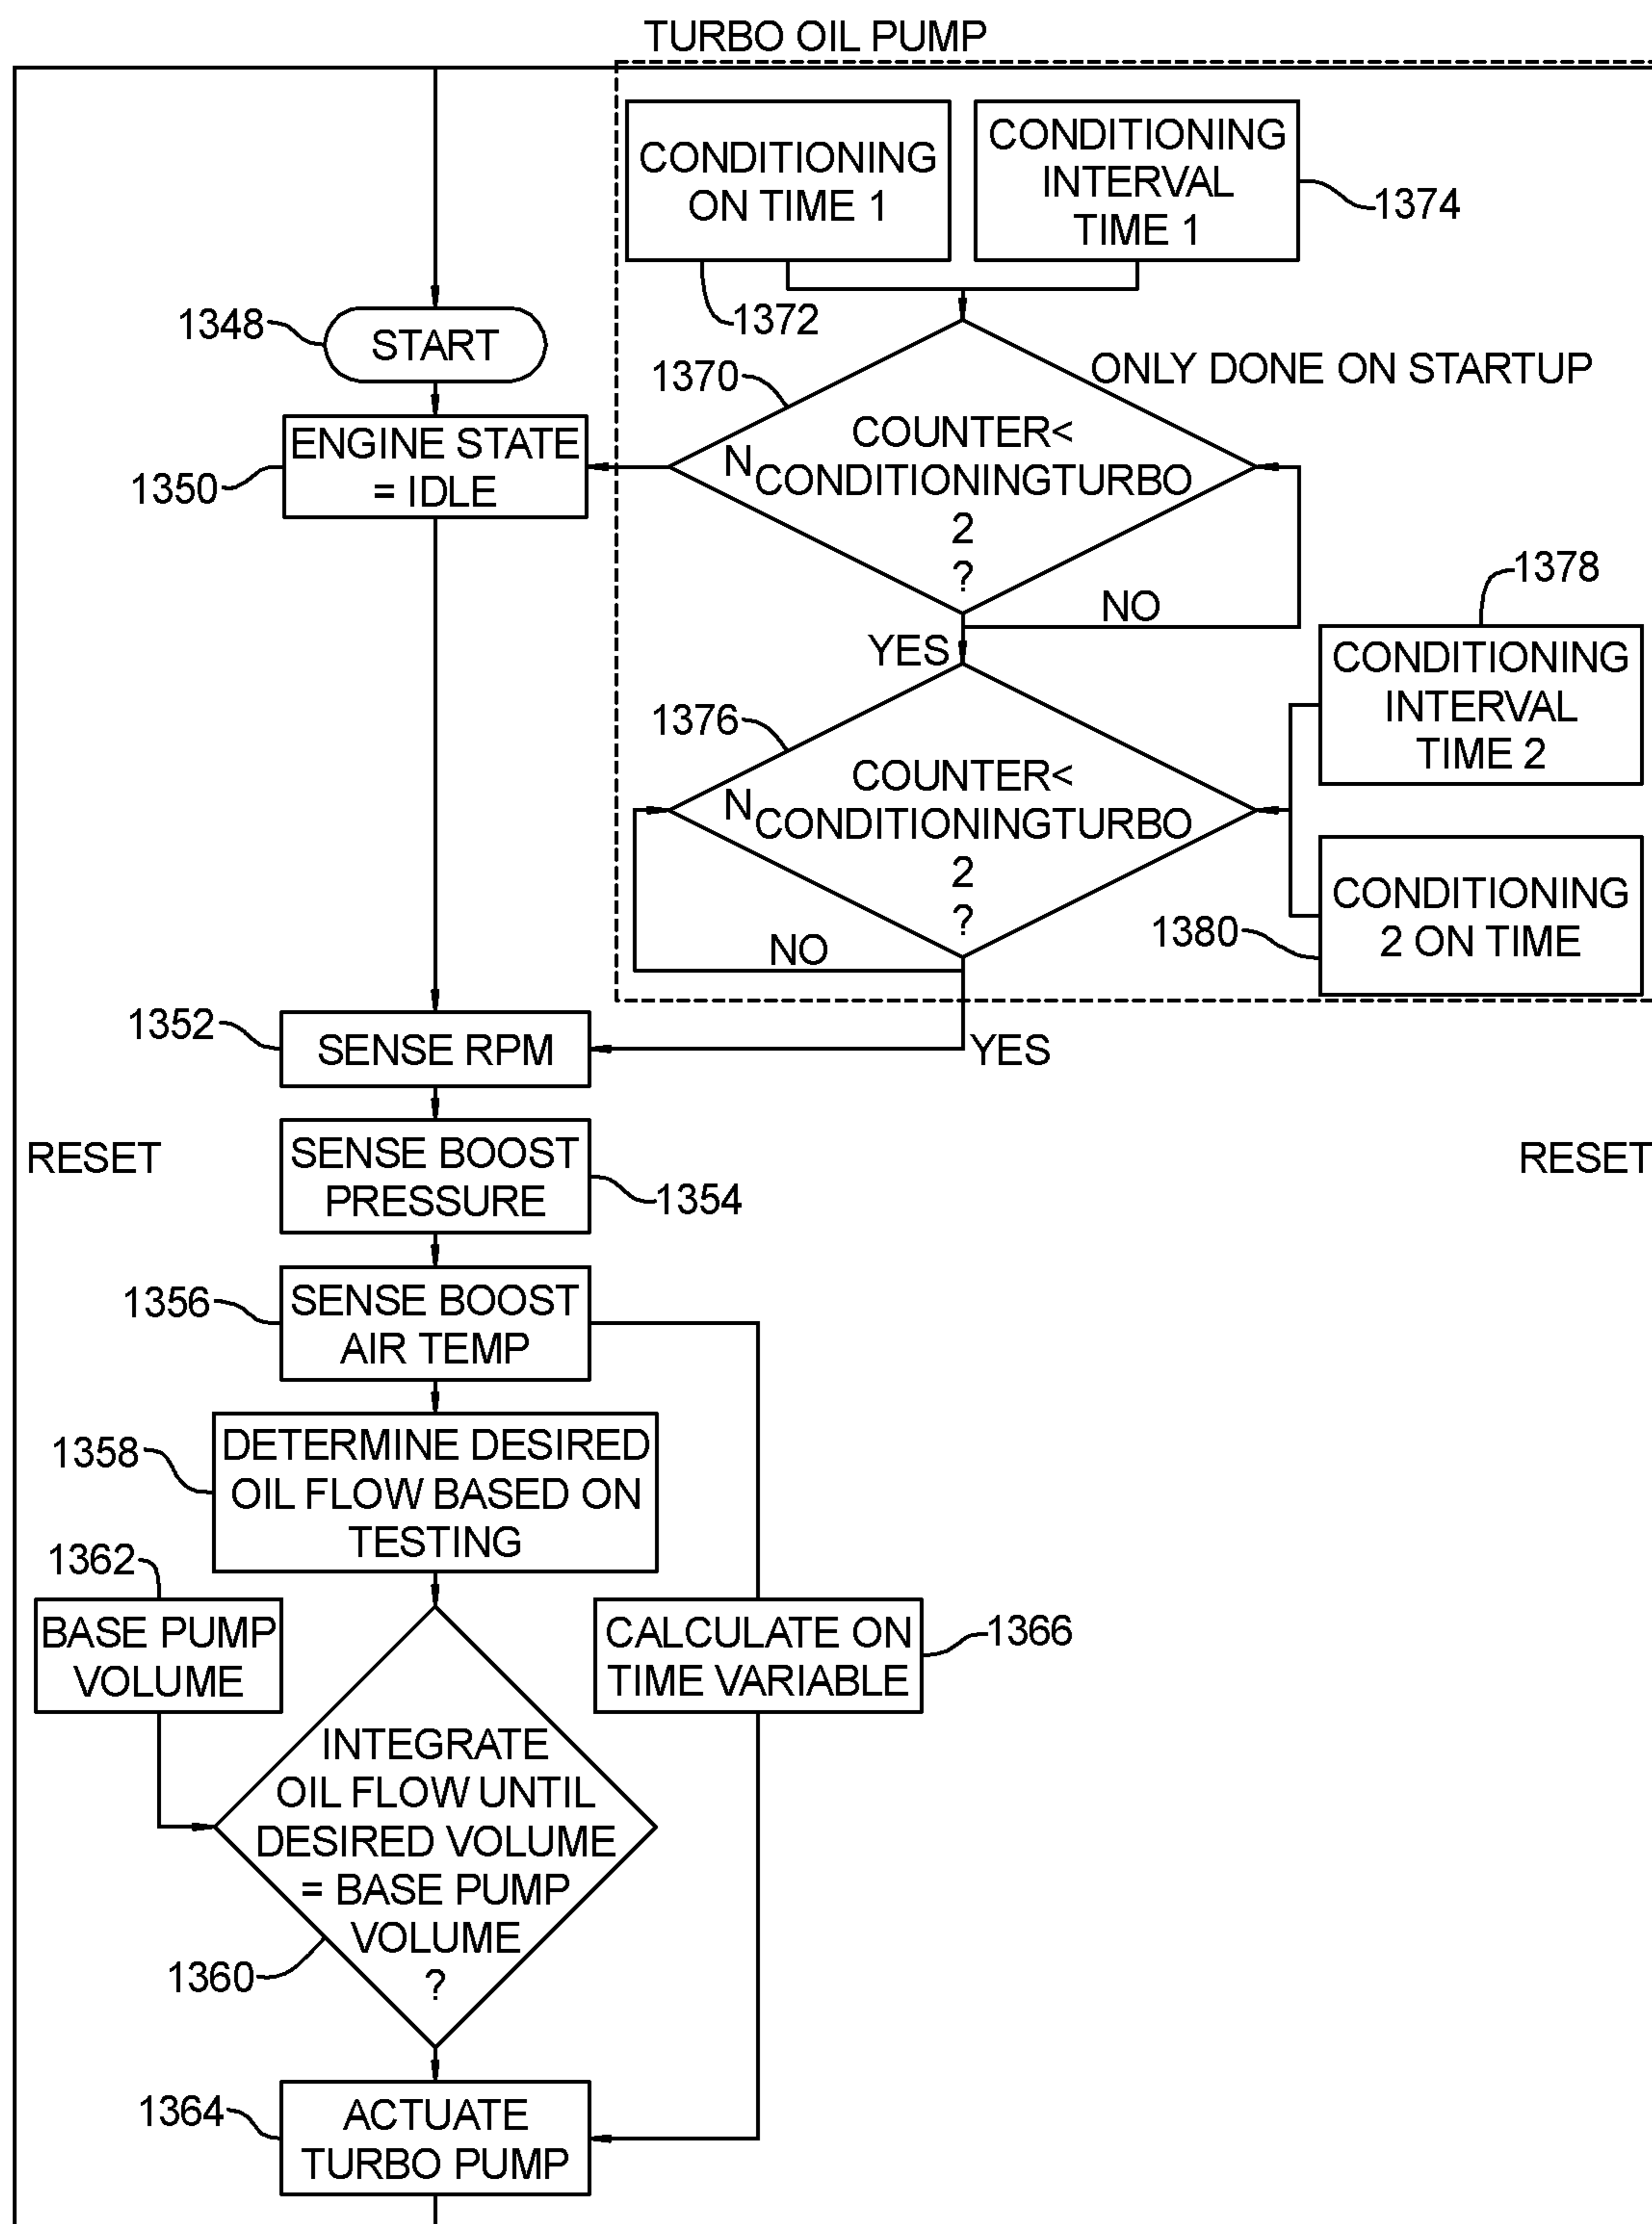 TURBO OIL PUMP
CONDITIONING
ON TIME 1
1372
CONDITIONING
INTERVAL
TIME 1
1374
1348
START
1350
ENGINE STATE
= IDLE
1370
ONLY DONE ON STARTUP
COUNTER<
NCONDITIONINGTURBO
2
?
NO
YES
1378
CONDITIONING
INTERVAL
TIME 2
1376
COUNTER<
NCONDITIONINGTURBO
2
?
NO
YES
1380
CONDITIONING
2 ON TIME
1352
SENSE RPM
RESET
RESET
SENSE BOOST
PRESSURE
1354
1356
SENSE BOOST
AIR TEMP
1358
DETERMINE DESIRED
OIL FLOW BASED ON
TESTING
1362
BASE PUMP
VOLUME
CALCULATE ON
TIME VARIABLE
1366
INTEGRATE
OIL FLOW UNTIL
DESIRED VOLUME
= BASE PUMP
VOLUME
?
1360
1364
ACTUATE
TURBO PUMP